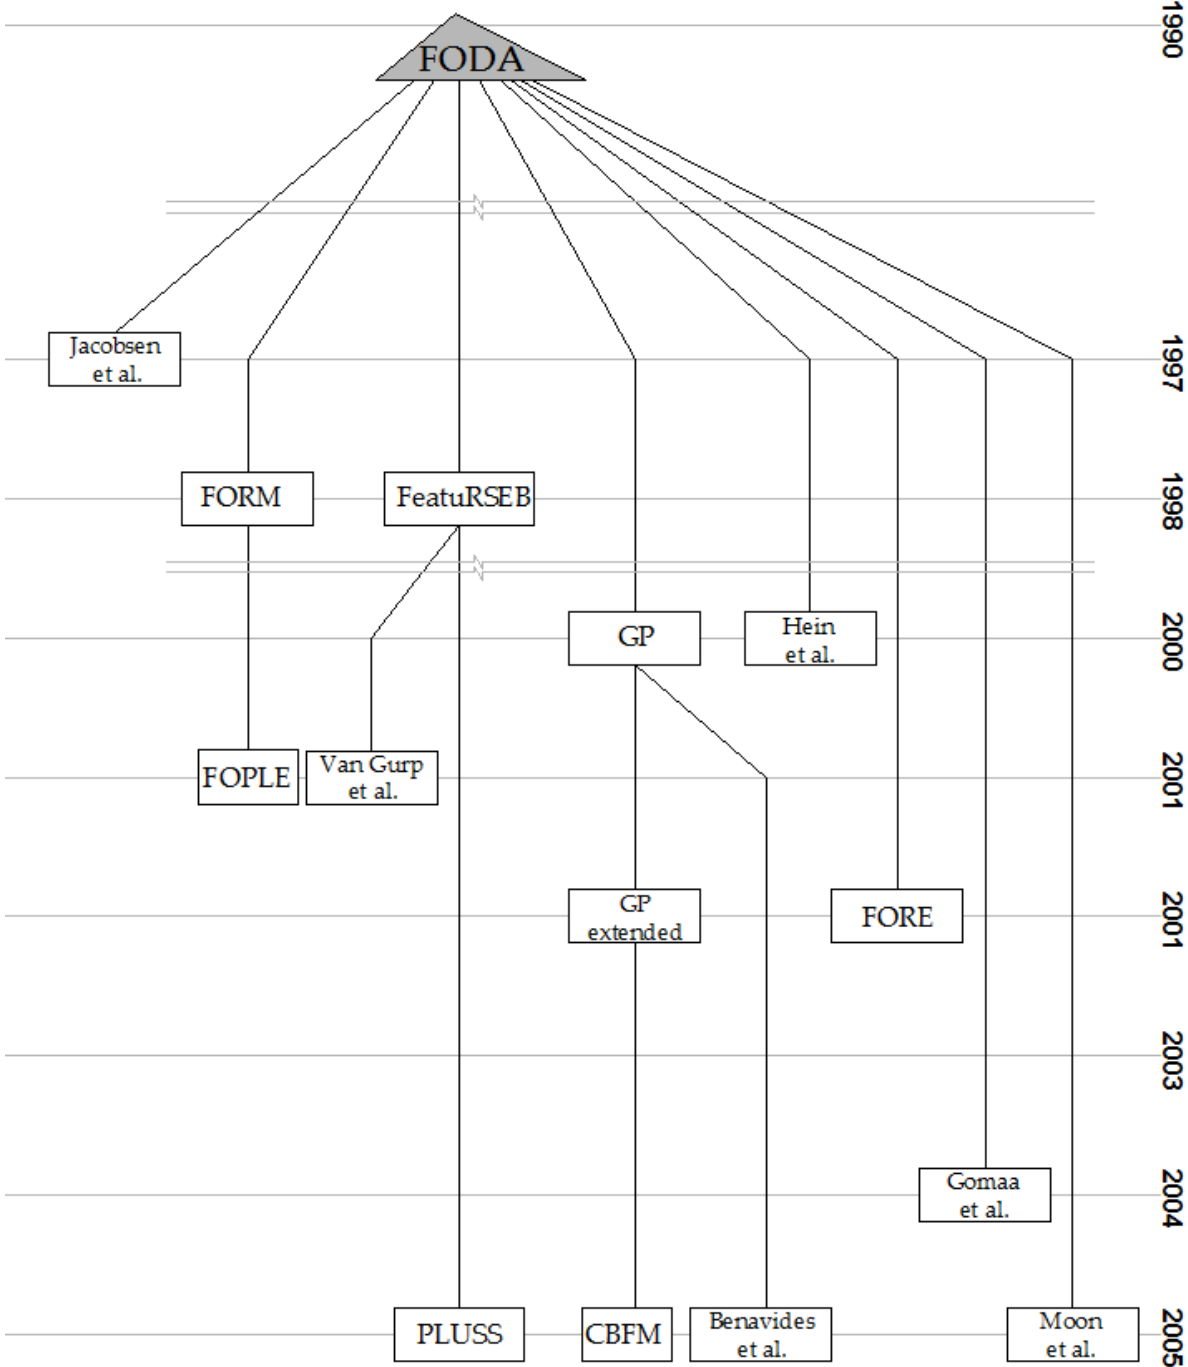 1990
FODA
Jacobsen
et al.
1997
FORM
FeatuRSEB
1998
GP
Hein
et al.
2000
FOPLE
Van Gurp
et al.
2001
GP
extended
FORE
2001
2003
Gomaa
et al.
2004
PLUSS
CBFM
Benavides
et al.
Moon
et al.
2005